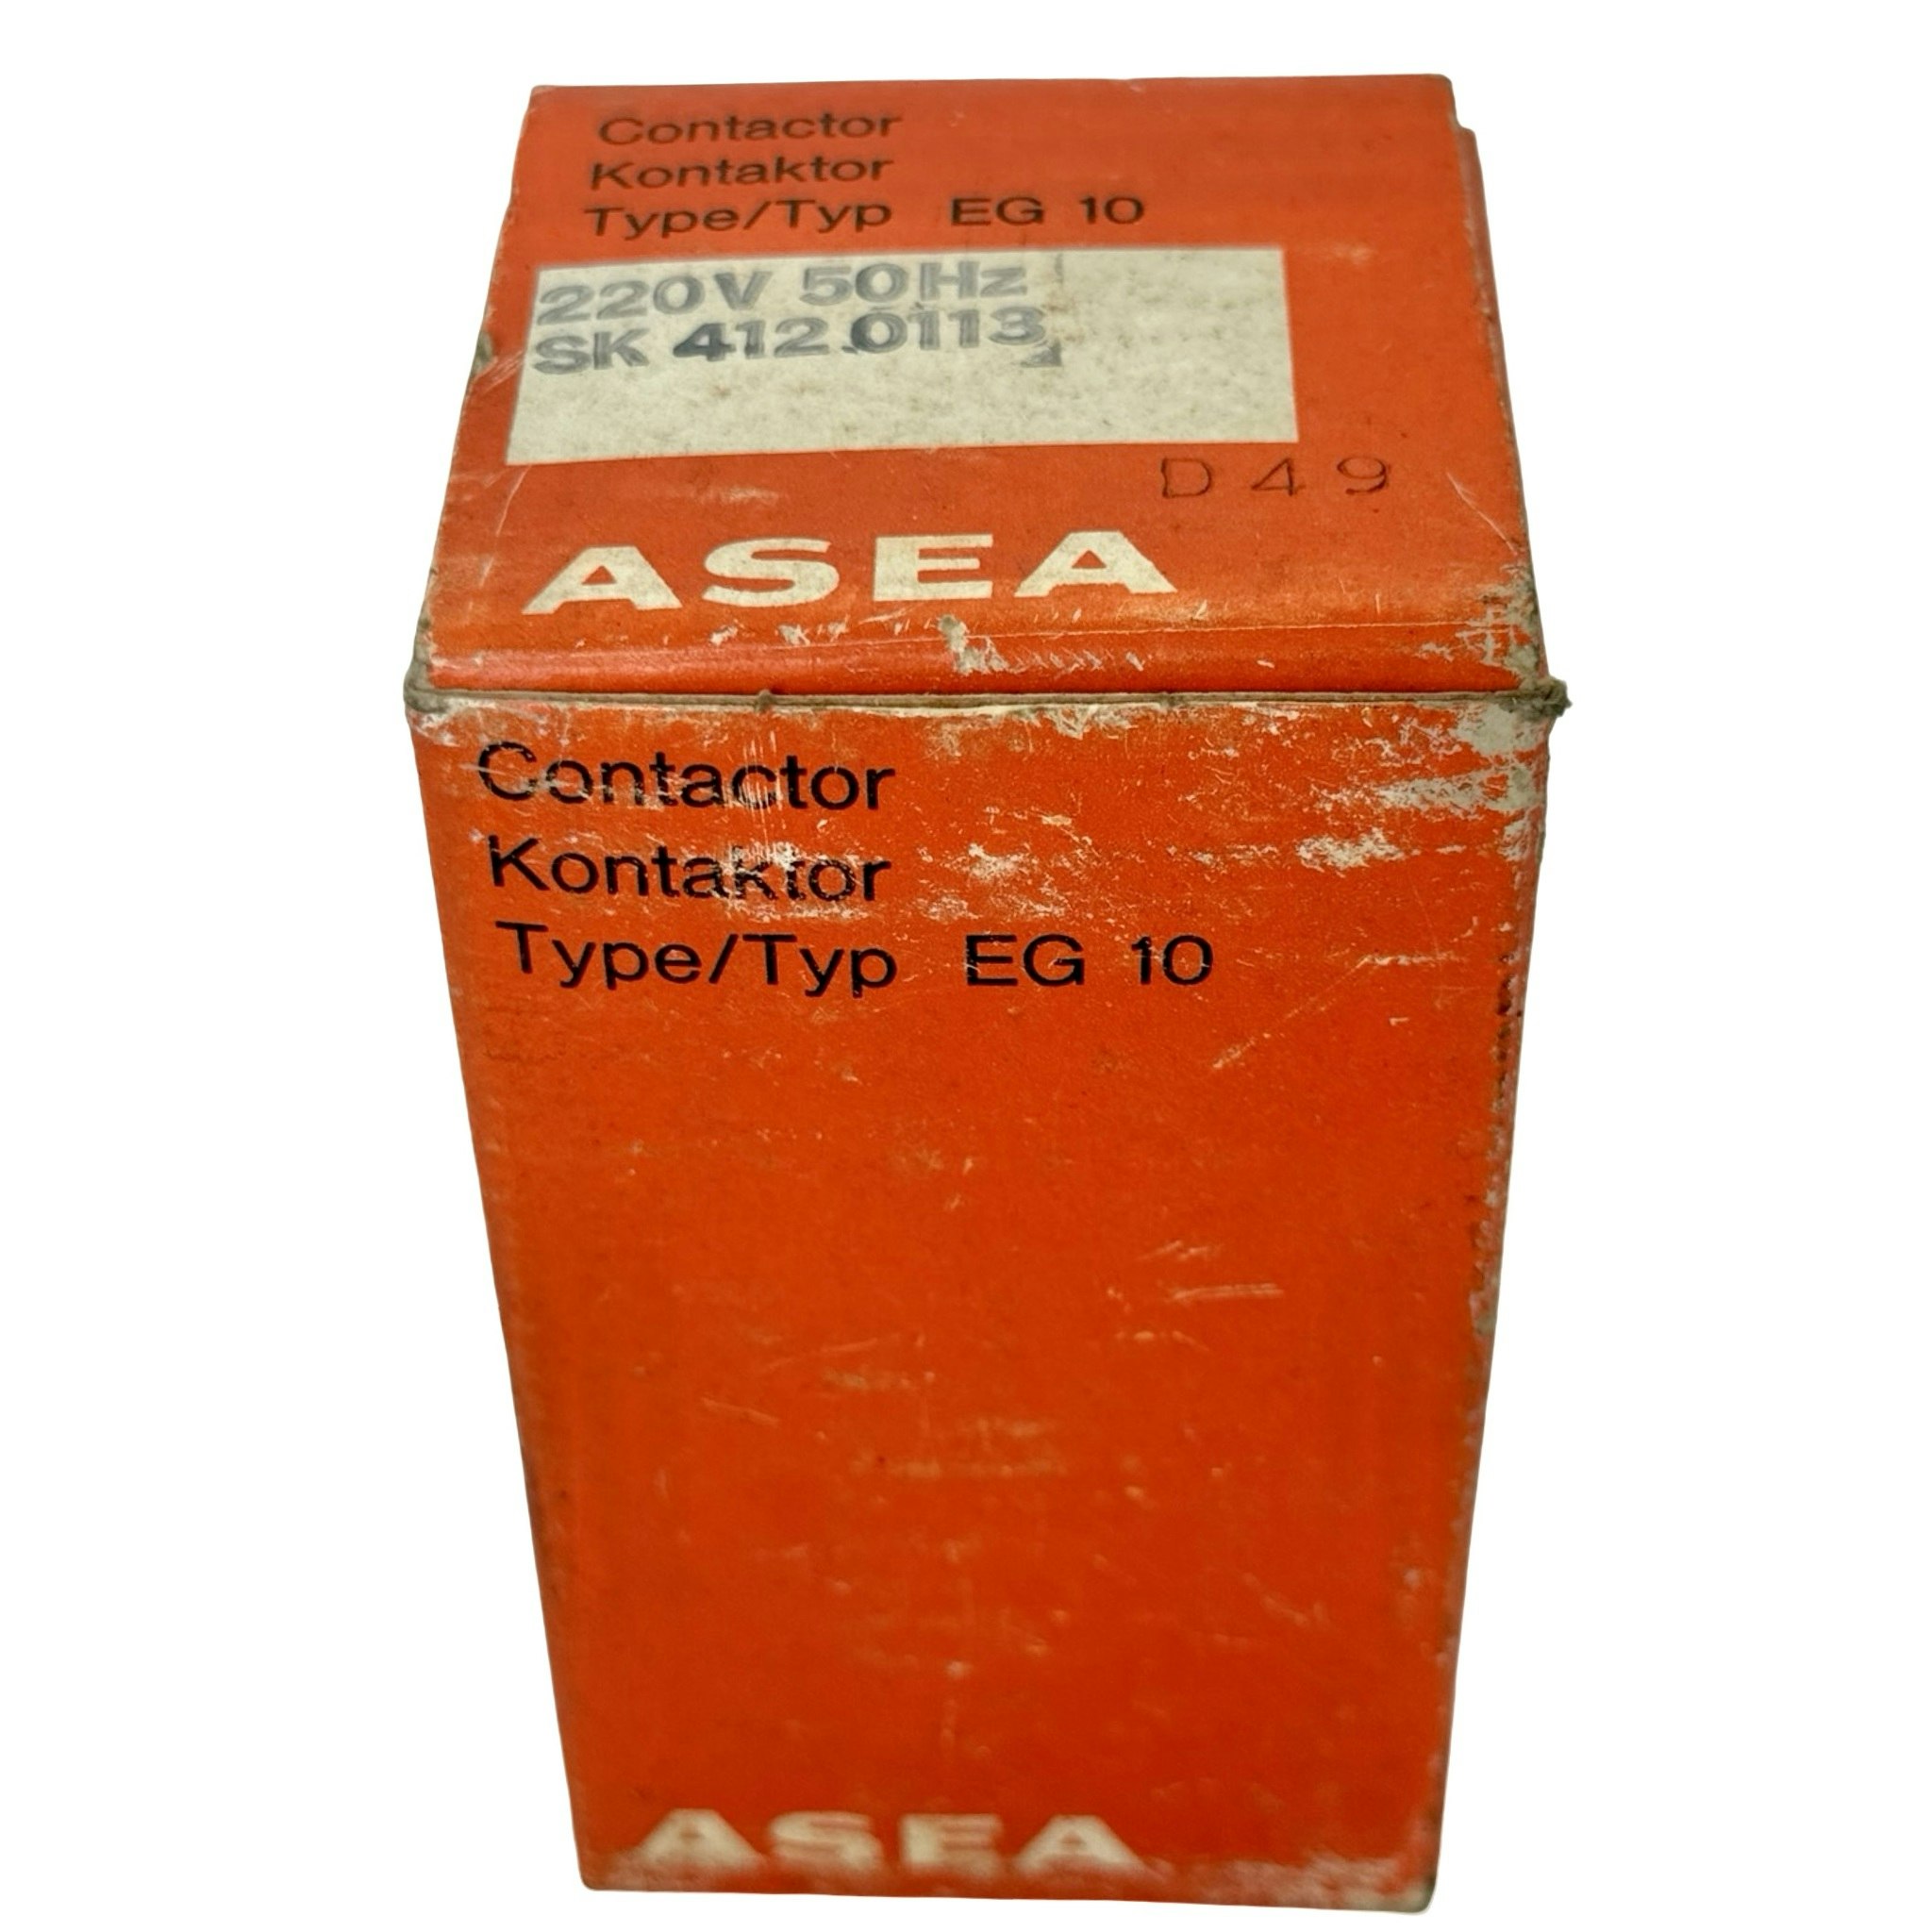 Contactor
Kontaktor
Type/Typ EG 10
220V 50Hz
SK 412 0113
D49
ASEA
Contactor
Kontaktor
Type/Typ EG 10
ASEA